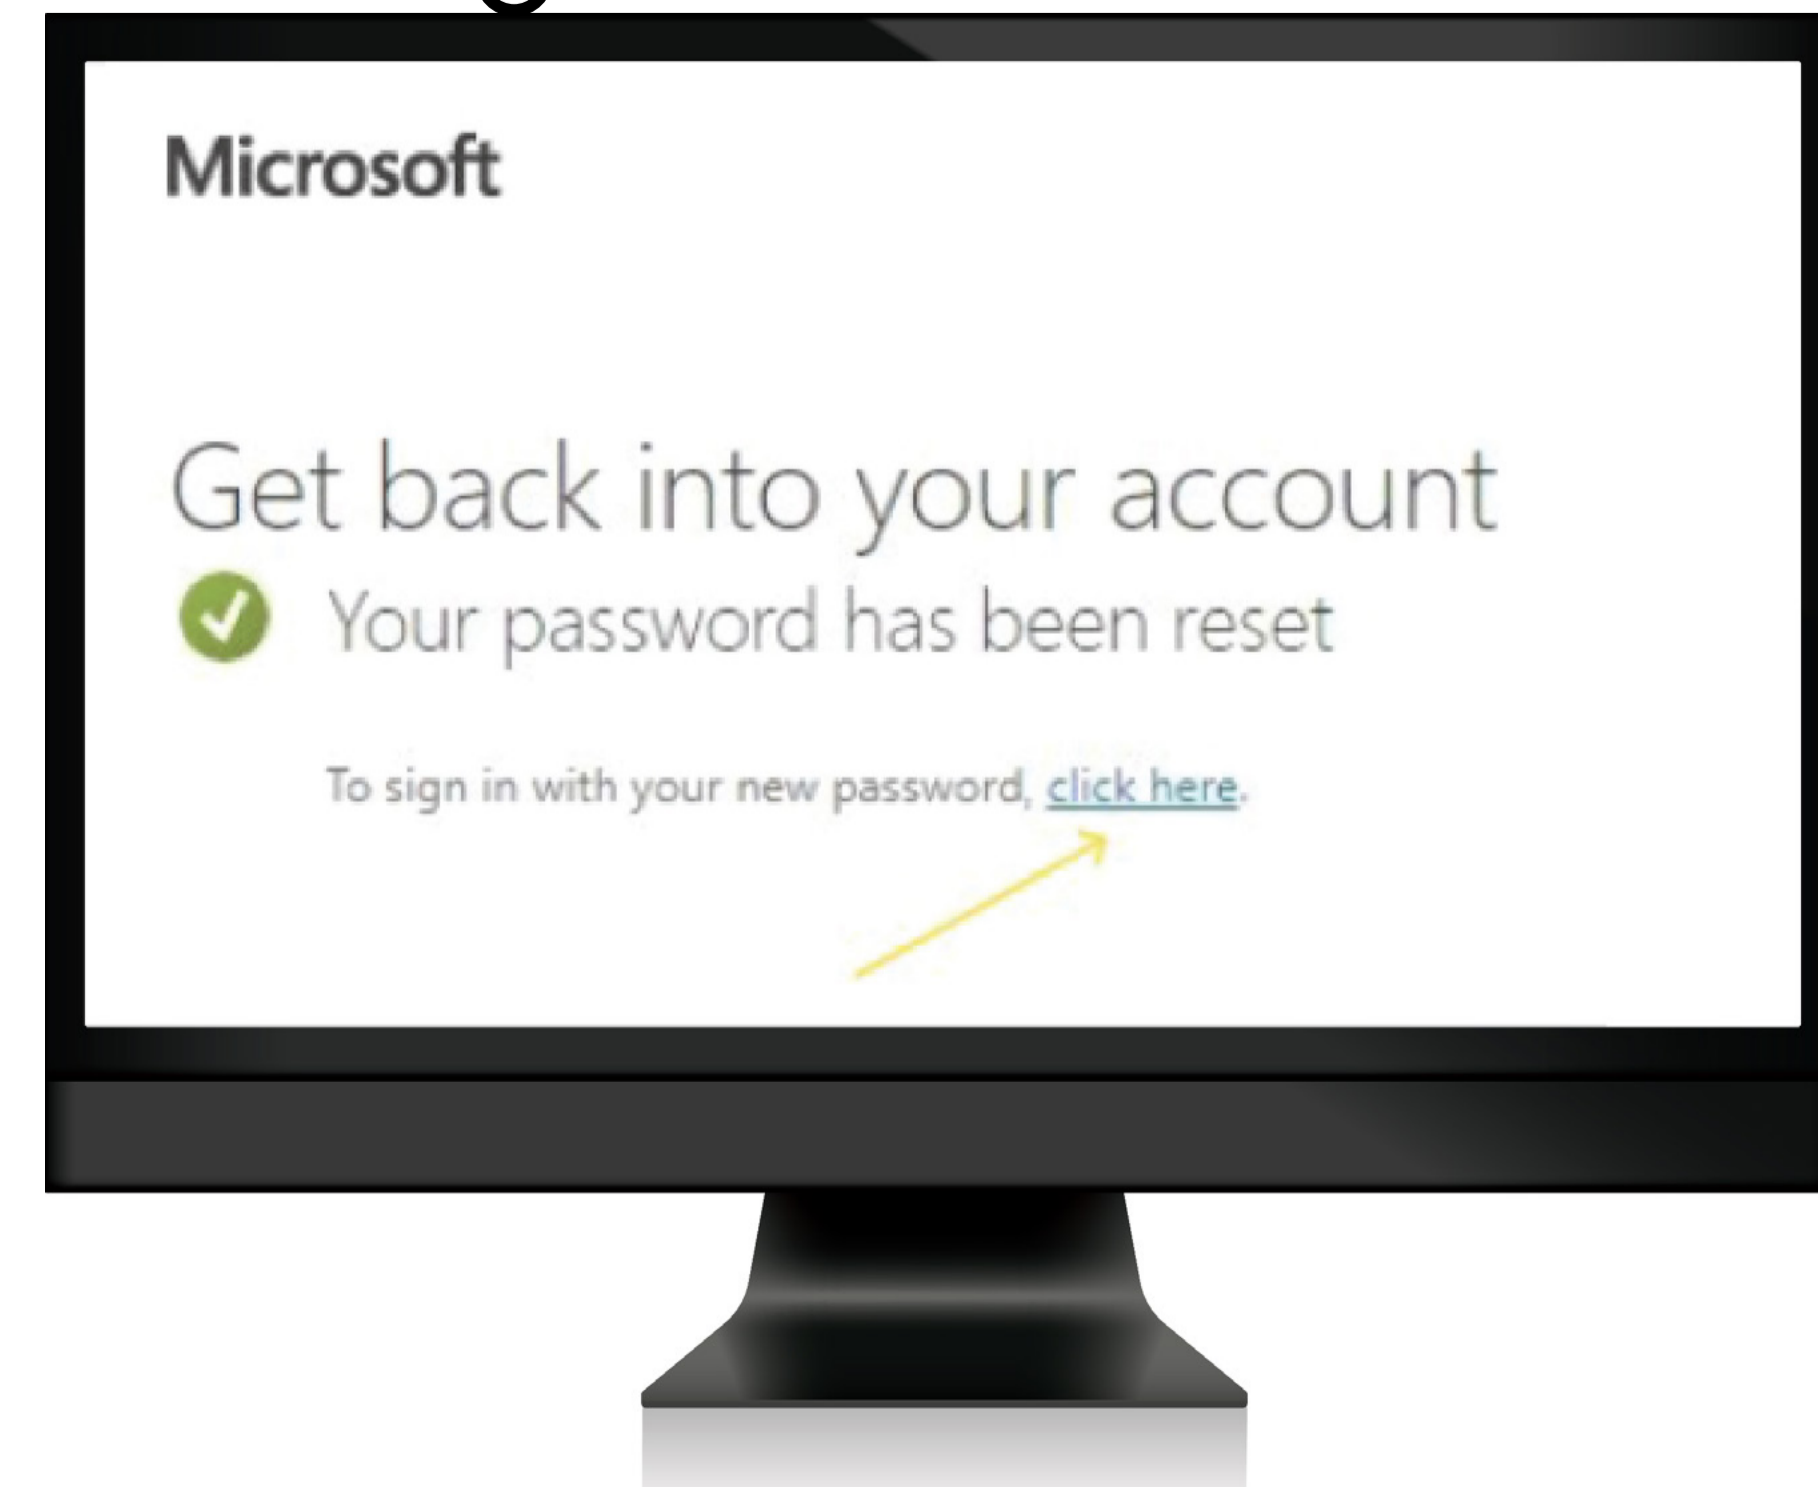 Microsoft
Get back into your account
Your password has been reset
To sign in with your new password, click here.